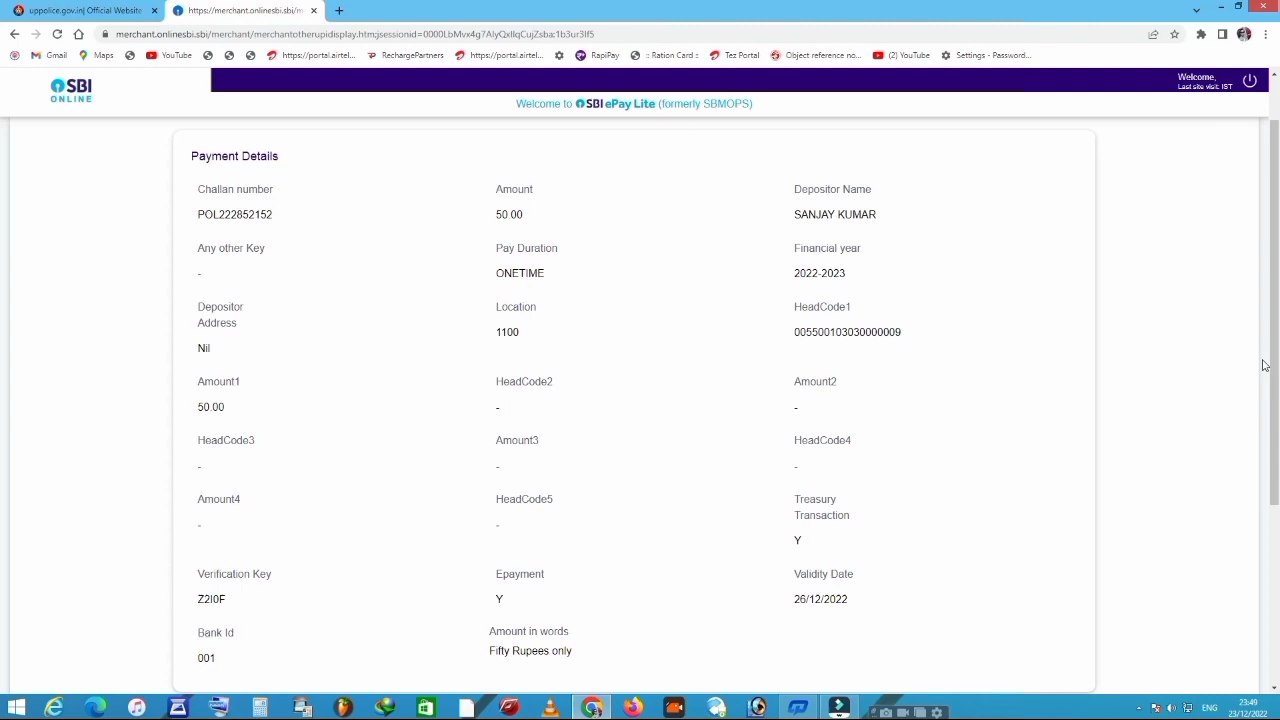 uppolice.gov.in| Official Website
https://merchant.onlinesbi.sbi/m
merchant.onlinesbi.sbi/merchant/merchantotherupidisplay.htm;jsessionid=
Gmail
Maps
YouTube
https://portal.airtel...
RechargePartners
https://portal.airtel...
RapiPay
:: Ration Card ::
Tez Portal
Object reference no...
(2) YouTube
Settings - Password...
SBI
ONLINE
Welcome,
Last site visit: IST
Welcome to SBI ePay Lite (formerly SBMOPS)
Payment Details
Challan number Amount Depositor Name
POL222852152 50.00 SANJAY KUMAR
Any other Key Pay Duration Financial year
- ONETIME 2022-2023
Depositor Address Location HeadCode1
Nil 1100 005500103030000009
Amount1 HeadCode2 Amount2
50.00 - -
HeadCode3 Amount3 HeadCode4
- - -
Amount4 HeadCode5 Treasury Transaction
- - Y
Verification Key Epayment Validity Date
Z2I0F Y 26/12/2022
Bank Id Amount in words
001 Fifty Rupees only
ENG
23:49
23/12/2022